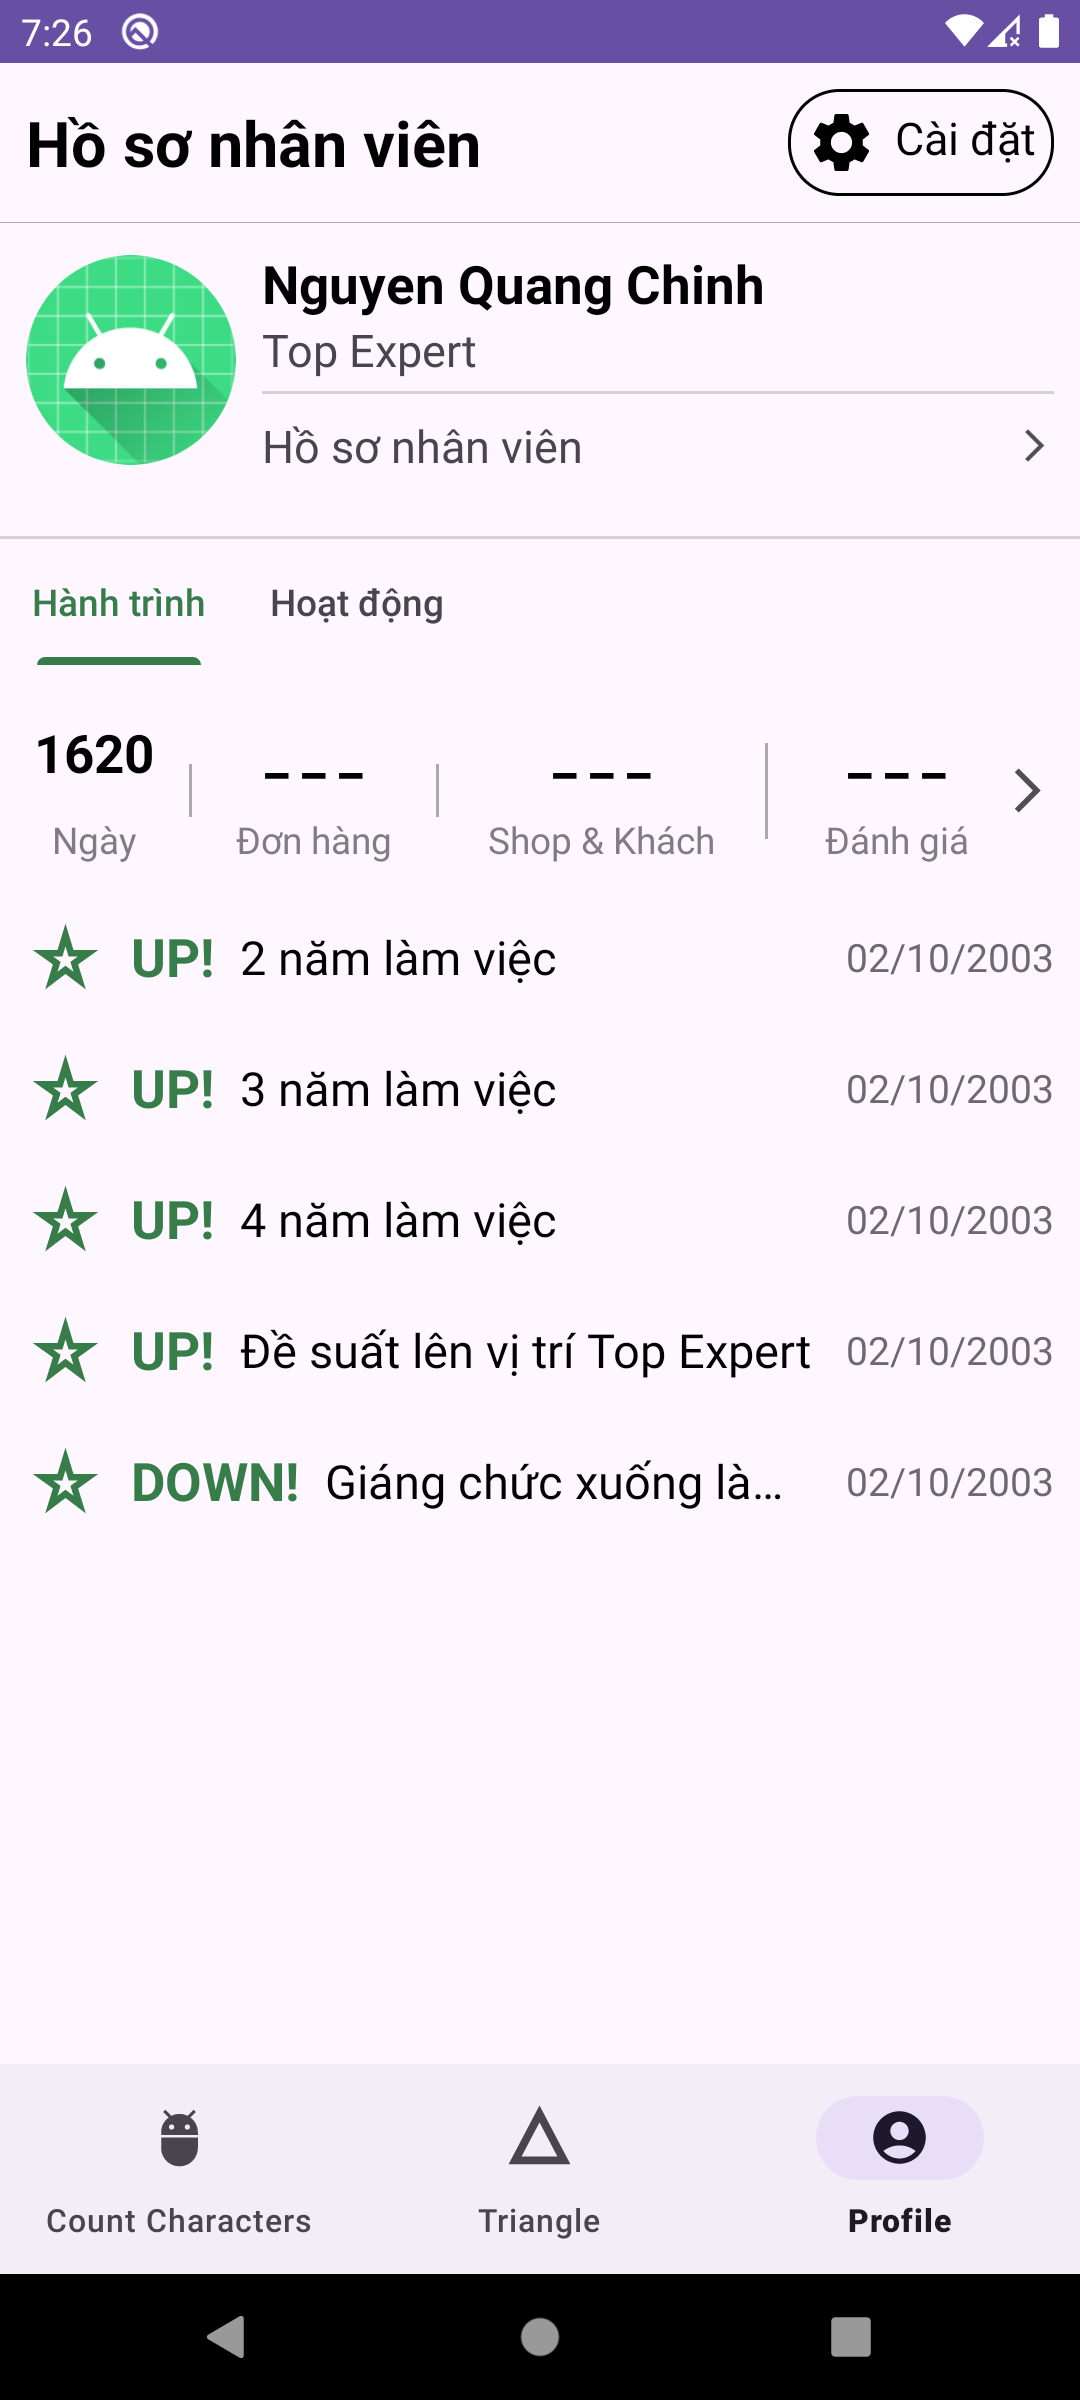 7:26
Hồ sơ nhân viên
Cài đặt
Nguyen Quang Chinh
Top Expert
Hồ sơ nhân viên
Hành trình Hoạt động
1620 --- --- ---
Ngày Đơn hàng Shop & Khách Đánh giá
UP! 2 năm làm việc 02/10/2003
UP! 3 năm làm việc 02/10/2003
UP! 4 năm làm việc 02/10/2003
UP! Đề suất lên vị trí Top Expert 02/10/2003
DOWN! Giáng chức xuống là... 02/10/2003
Count Characters Triangle Profile